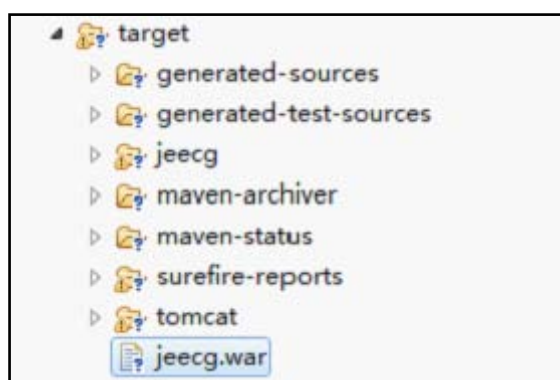 target
generated-sources
generated-test-sources
jeecg
maven-archiver
maven-status
surefire-reports
tomcat
jeecg.war